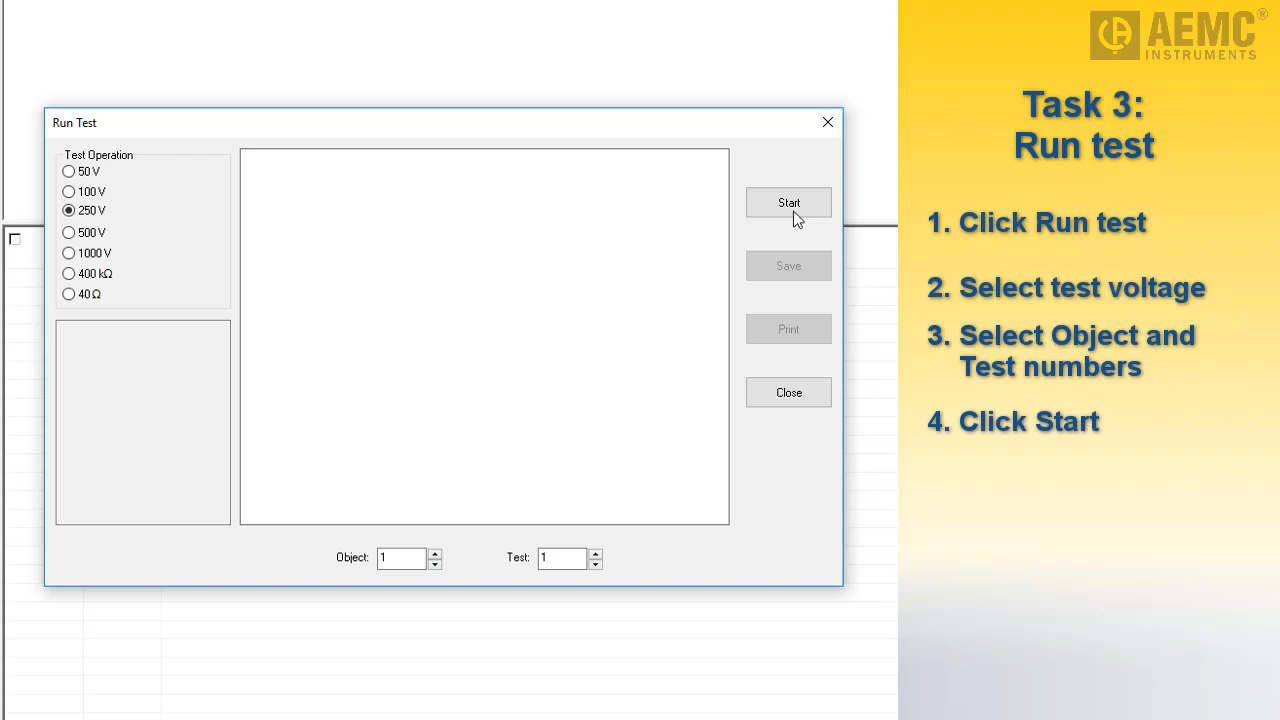 AEMC®
INSTRUMENTS
Task 3:
Run test
1. Click Run test
2. Select test voltage
3. Select Object and
Test numbers
4. Click Start
Run Test
Test Operation
50 V
100 V
250 V
500 V
1000 V
400 kΩ
40 Ω
Start
Save
Print
Close
Object: 1
Test: 1